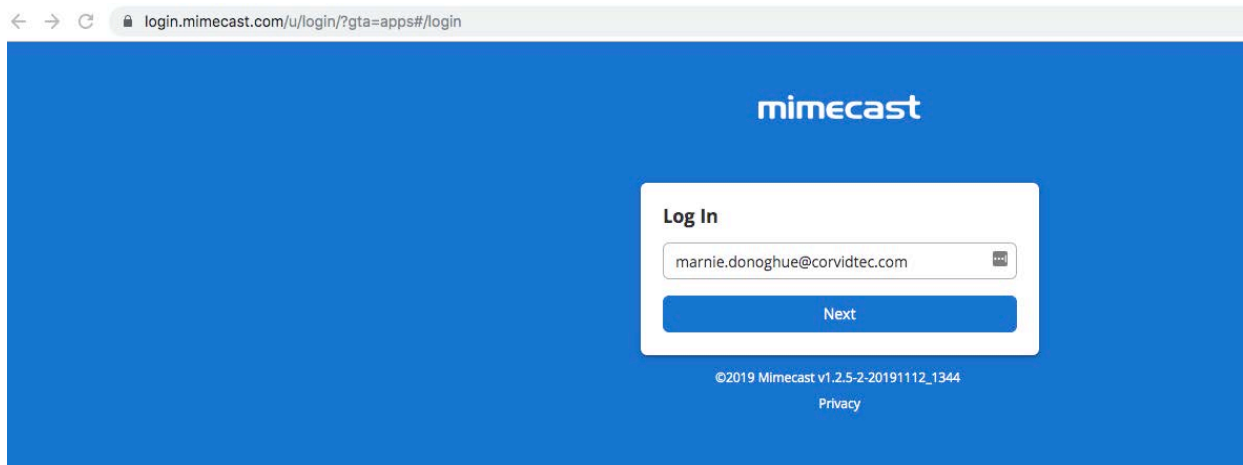 login.mimecast.com/u/login/?gta=apps#/login
mimecast
Log In
marnie.donoghue@corvidtec.com
Next
©2019 Mimecast v1.2.5-2-20191112_1344
Privacy